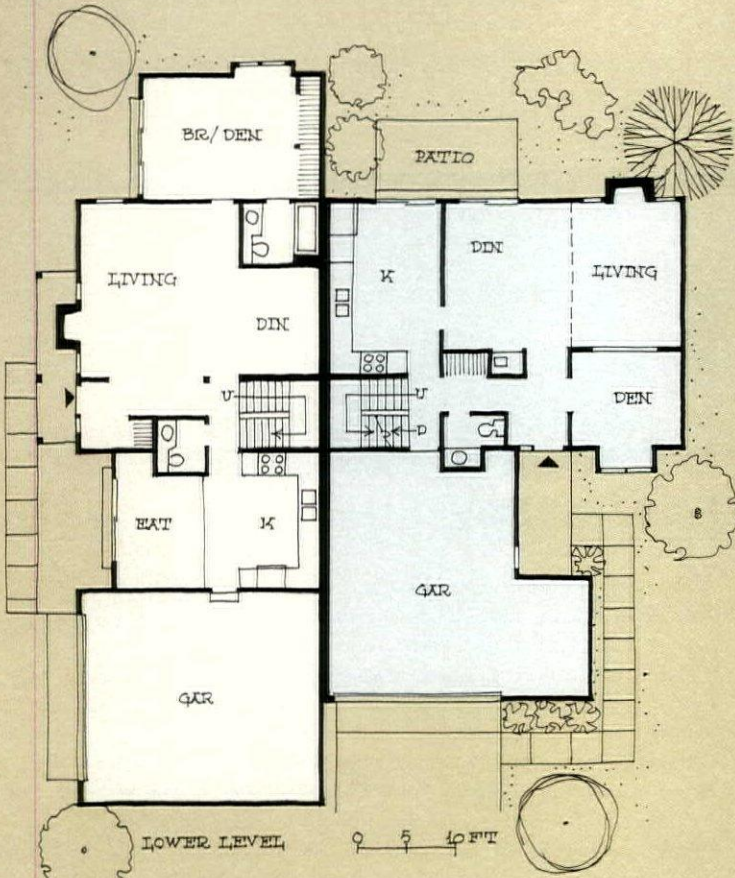 BR/DEN
PATIO
LIVING
DIN
K
DIN
LIVING
U
U
D
DEN
EAT
K
GAR
GAR
LOWER LEVEL
0 5 10 FT